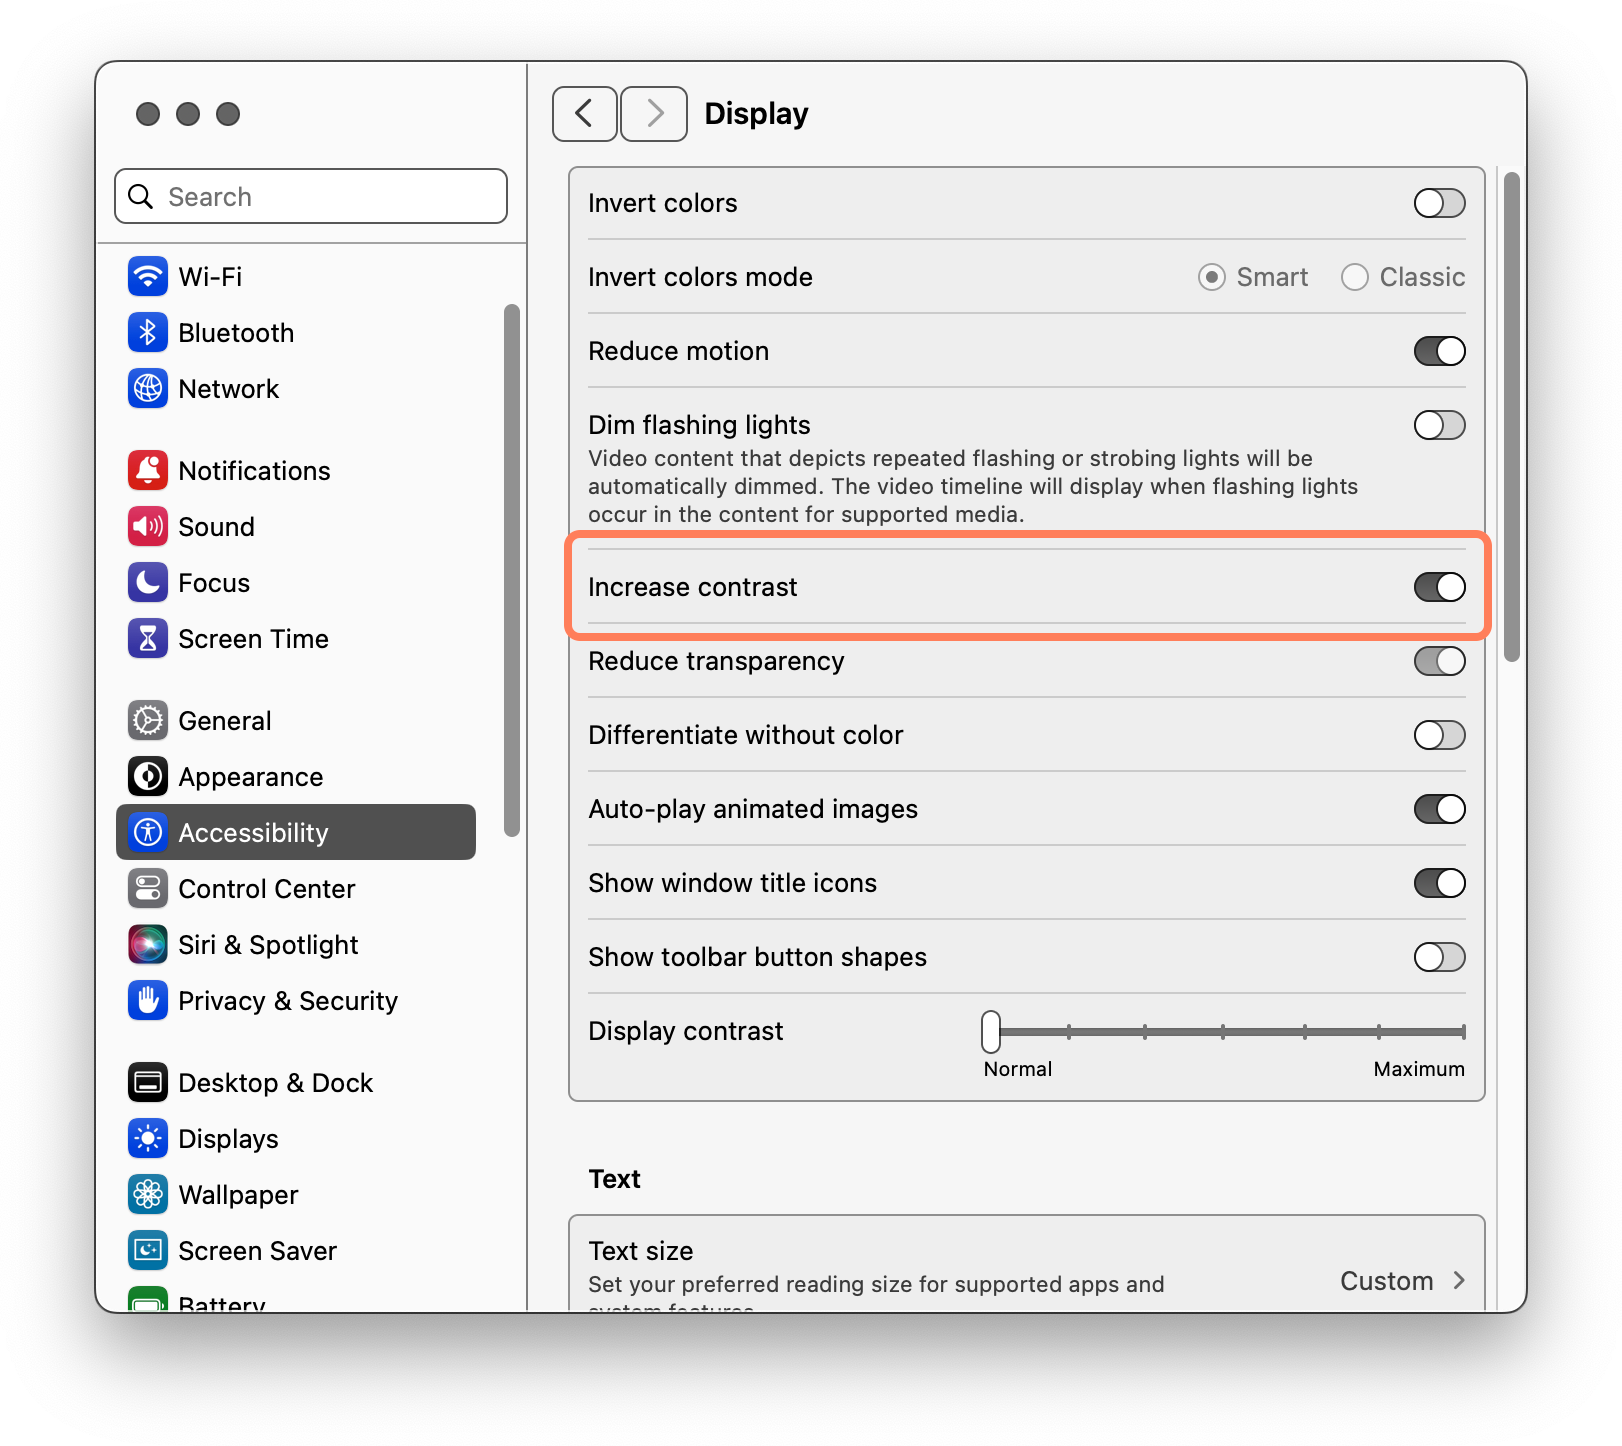 Search
Wi-Fi
Bluetooth
Network
Notifications
Sound
Focus
Screen Time
General
Appearance
Accessibility
Control Center
Siri & Spotlight
Privacy & Security
Desktop & Dock
Displays
Wallpaper
Screen Saver
Battery
Display
Invert colors
Invert colors mode Smart Classic
Reduce motion
Dim flashing lights
Video content that depicts repeated flashing or strobing lights will be
automatically dimmed. The video timeline will display when flashing lights
occur in the content for supported media.
Increase contrast
Reduce transparency
Differentiate without color
Auto-play animated images
Show window title icons
Show toolbar button shapes
Display contrast
Normal Maximum
Text
Text size
Set your preferred reading size for supported apps and
system features.
Custom